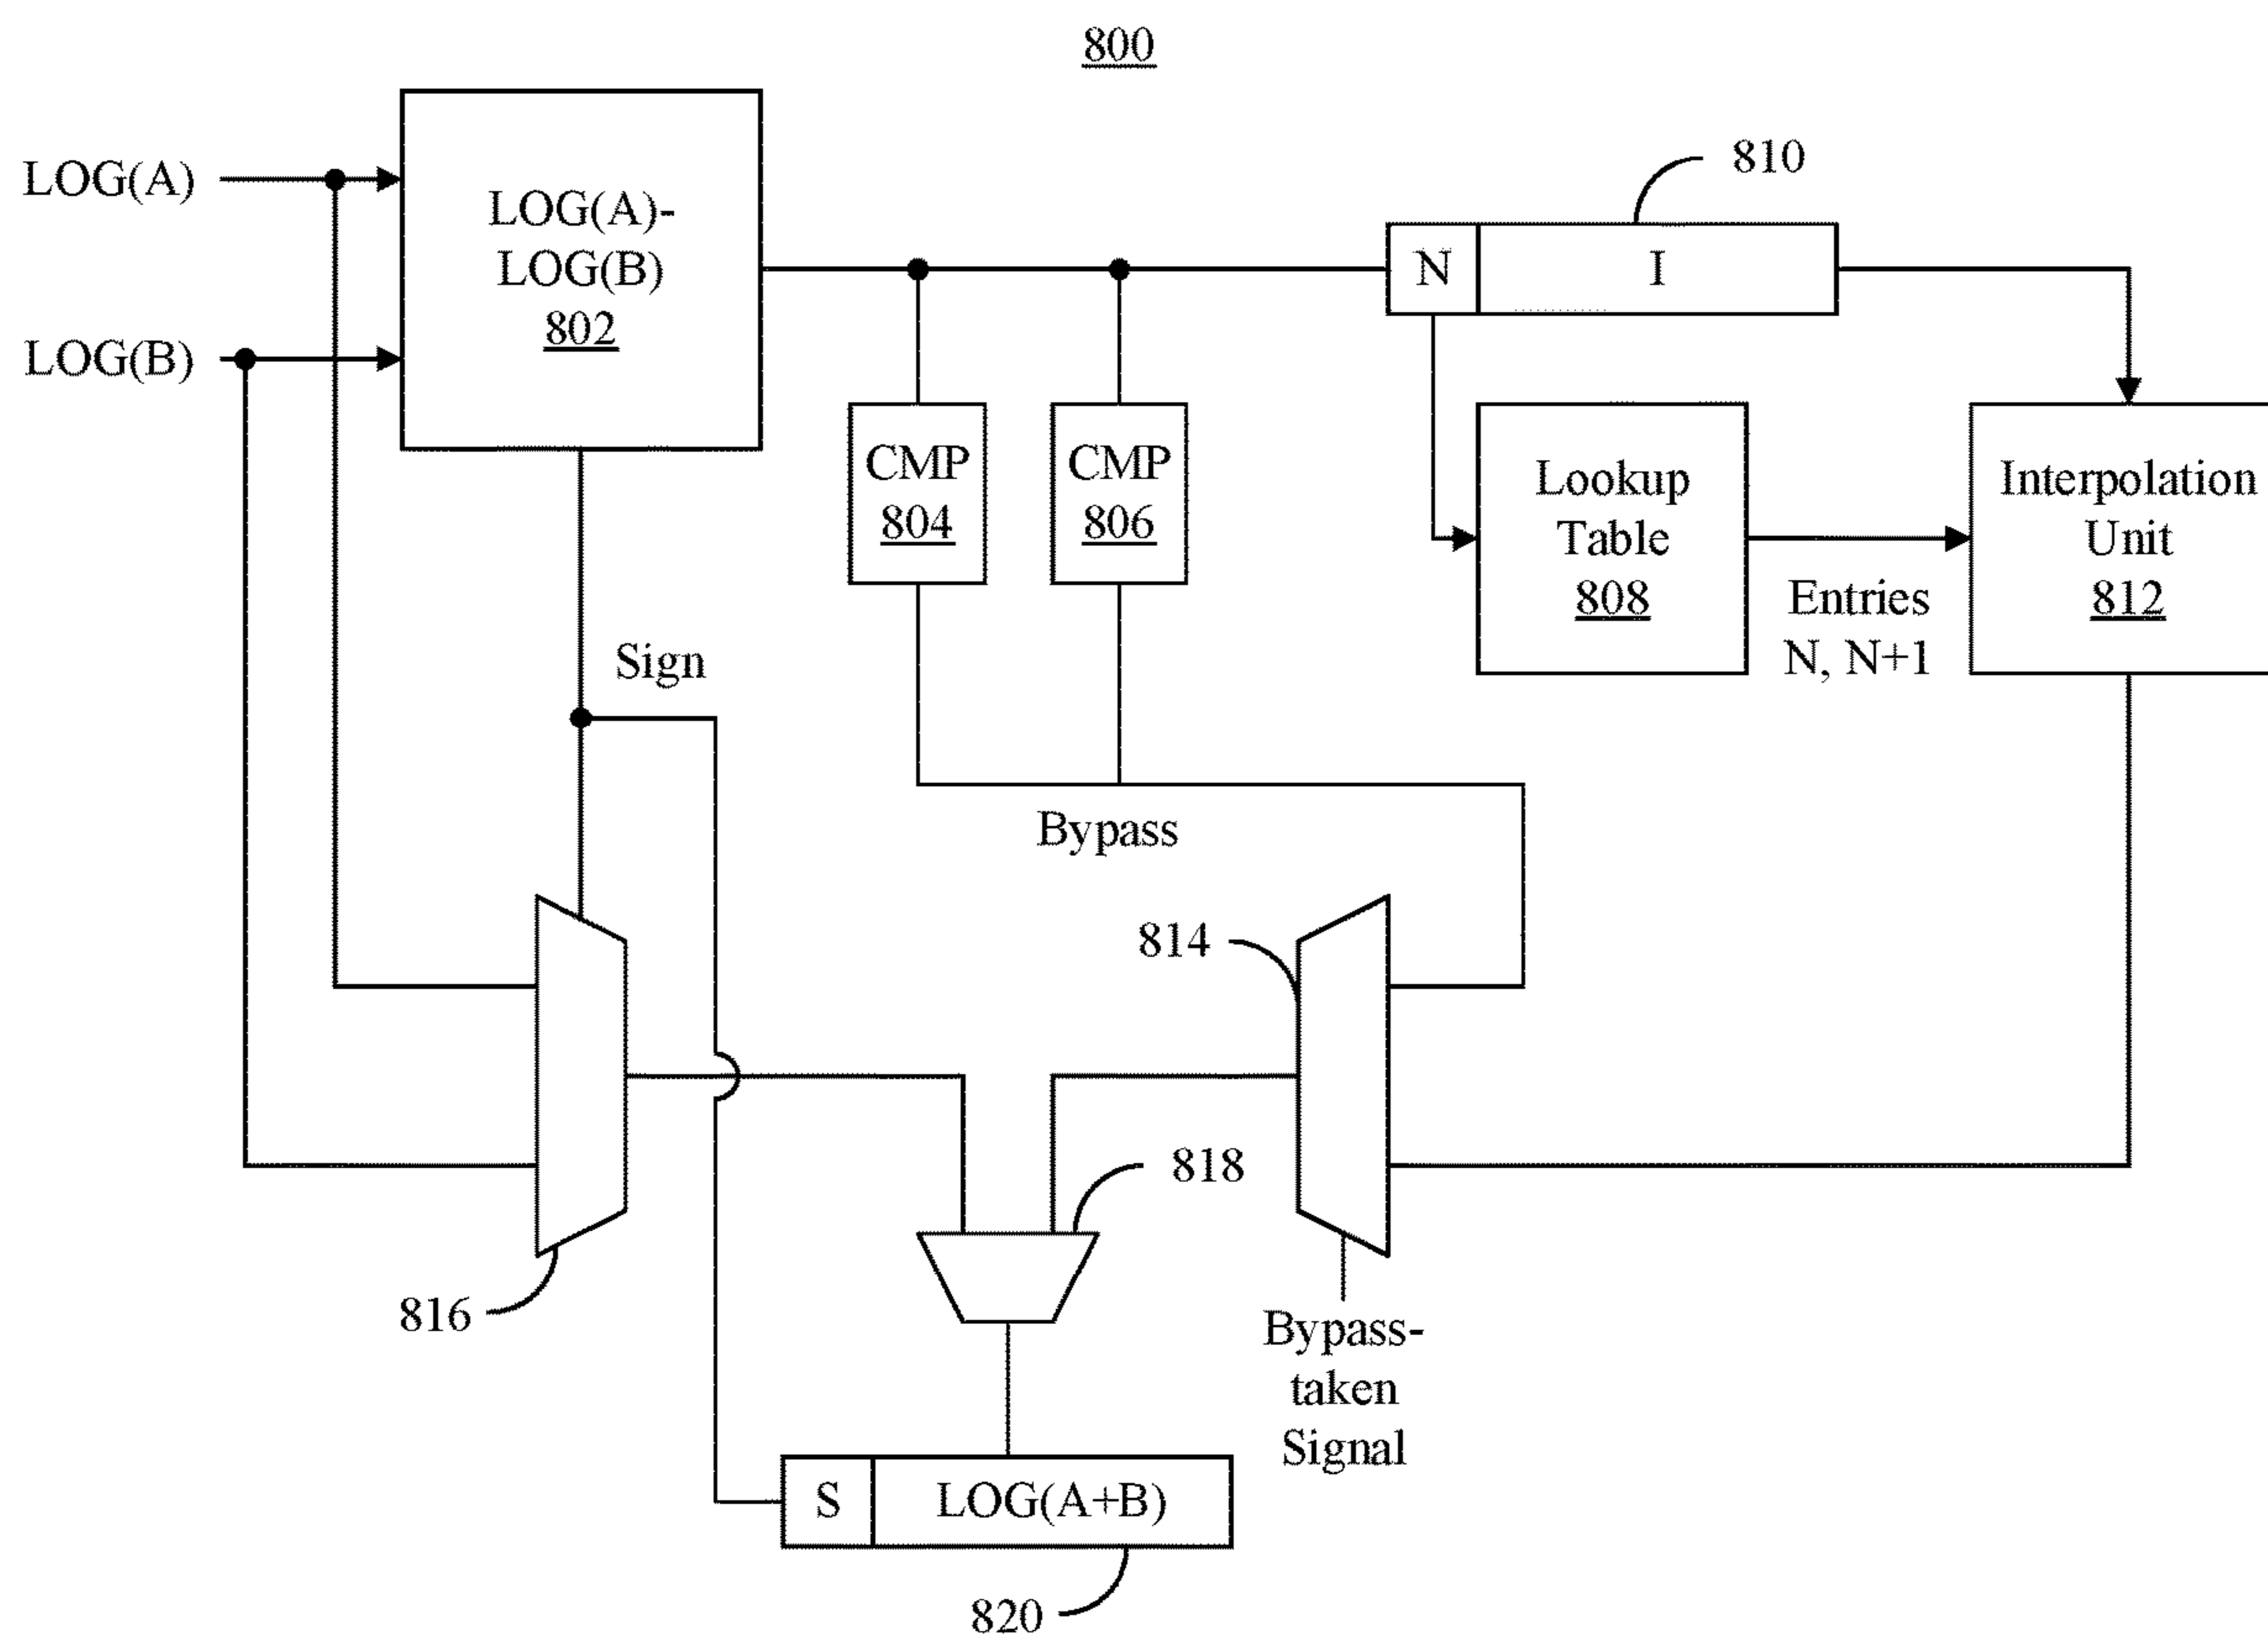 800
810
LOG(A)
LOG(A)-
LOG(B)
802
N
I
LOG(B)
CMP
804
CMP
806
Lookup
Table
808
Entries
N, N+1
Interpolation
Unit
812
Sign
Bypass
814
818
816
Bypass-
taken
Signal
S
LOG(A+B)
820